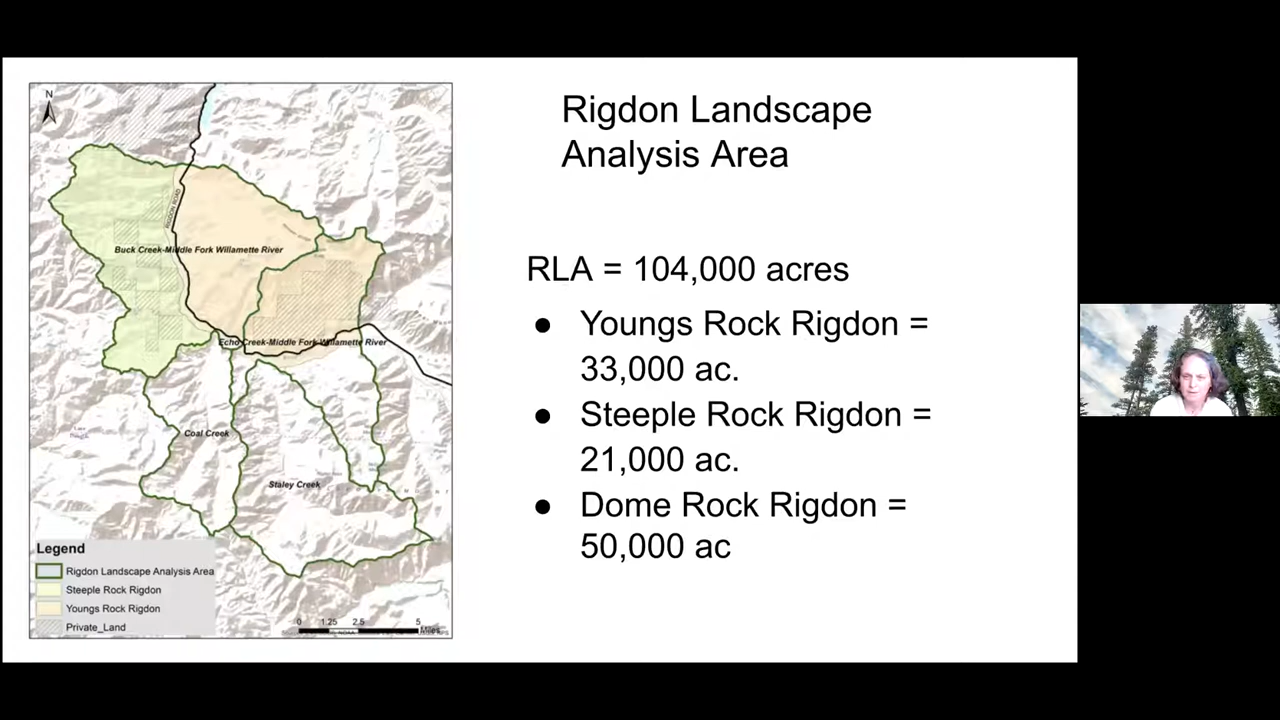 Rigdon Landscape
Analysis Area
RLA = 104,000 acres
● Youngs Rock Rigdon =
33,000 ac.
● Steeple Rock Rigdon =
21,000 ac.
● Dome Rock Rigdon =
50,000 ac
N
RIGDON ROAD
Buck Creek-Middle Fork Willamette River
Echo Creek-Middle Fork Willamette River
Coal Creek
Staley Creek
Legend
Rigdon Landscape Analysis Area
Steeple Rock Rigdon
Youngs Rock Rigdon
Private_Land
0 1.25 2.5 5
Miles